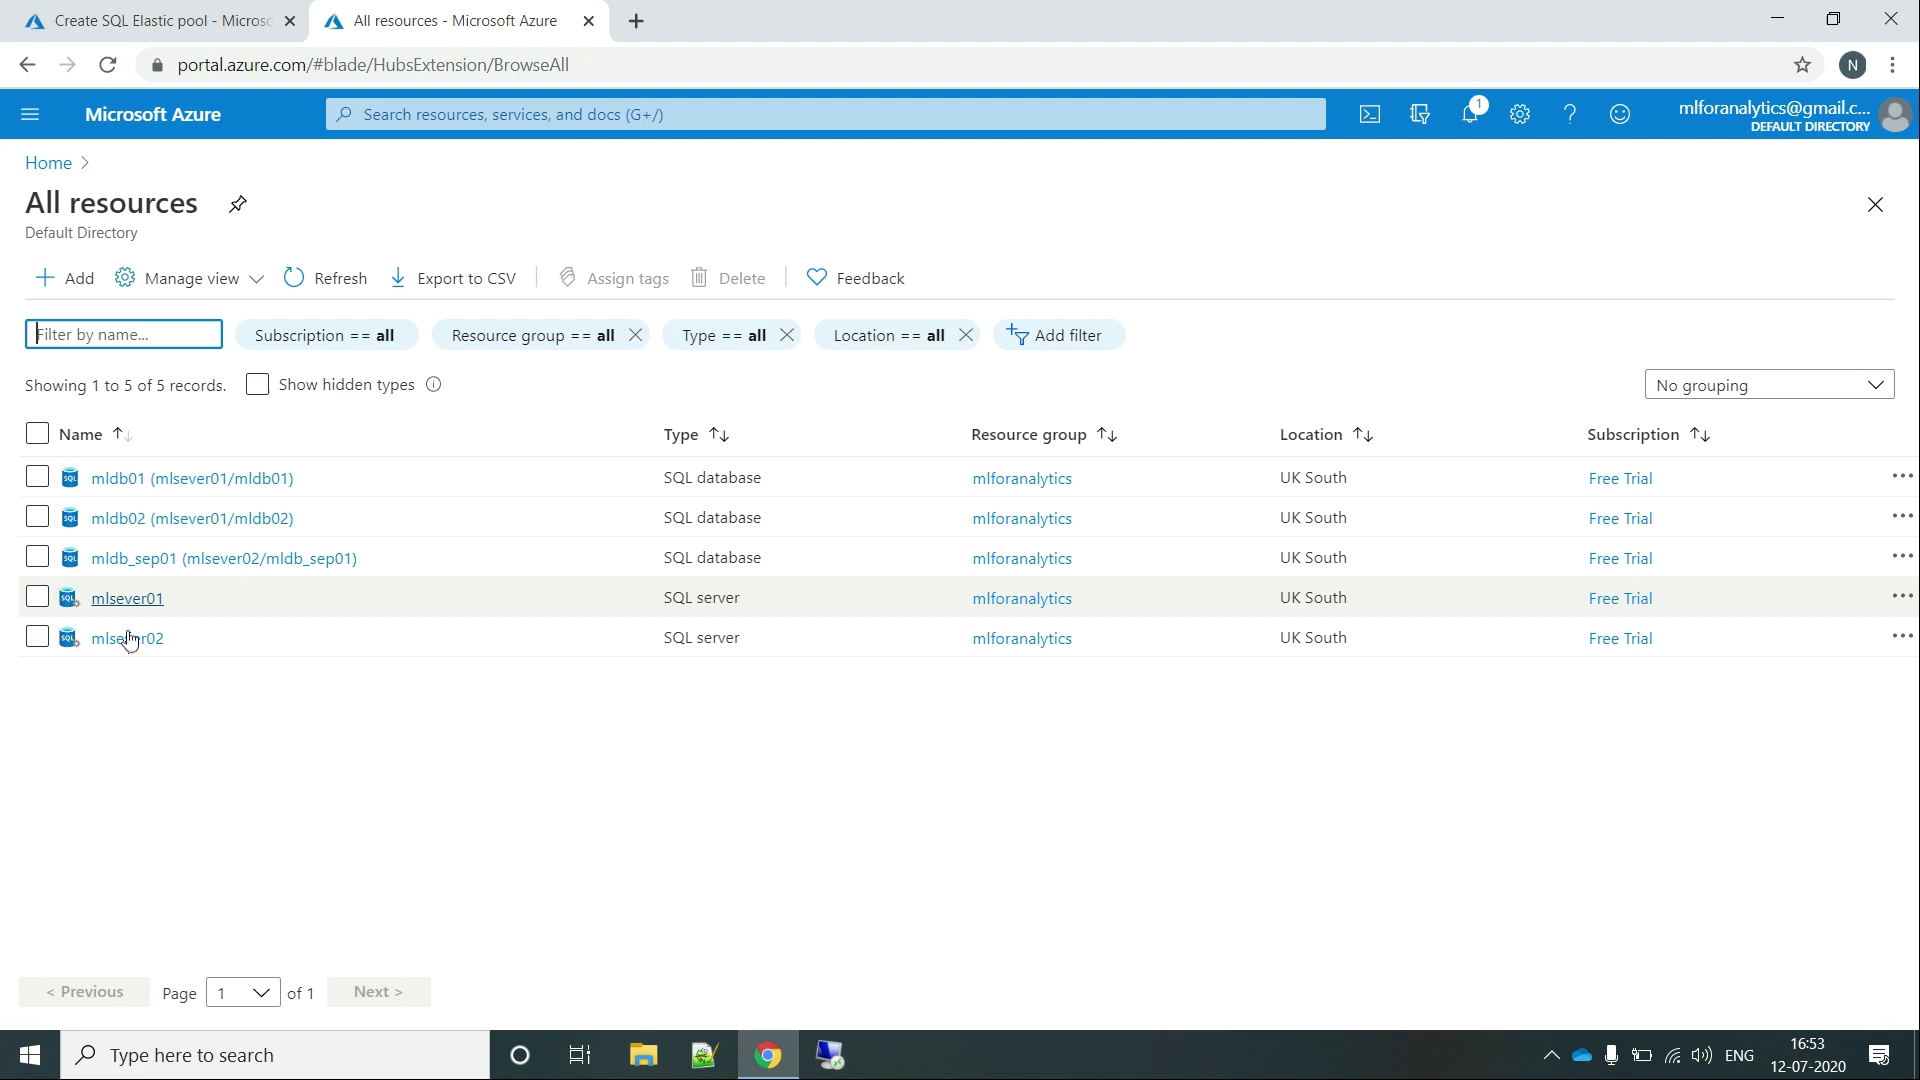 Create SQL Elastic pool - Micros
All resources - Microsoft Azure
portal.azure.com/#blade/HubsExtension/BrowseAll
N
Microsoft Azure
Search resources, services, and docs (G+/)
1
mlforanalytics@gmail.c...
DEFAULT DIRECTORY
Home
All resources
Default Directory
Add
Manage view
Refresh
Export to CSV
Assign tags
Delete
Feedback
Filter by name...
Subscription == all
Resource group == all
Type == all
Location == all
Add filter
Showing 1 to 5 of 5 records.
Show hidden types
No grouping
Name
Type
Resource group
Location
Subscription
SQL mldb01 (mlsever01/mldb01) SQL database mlforanalytics UK South Free Trial
SQL mldb02 (mlsever01/mldb02) SQL database mlforanalytics UK South Free Trial
SQL mldb_sep01 (mlsever02/mldb_sep01) SQL database mlforanalytics UK South Free Trial
SQL mlsever01 SQL server mlforanalytics UK South Free Trial
SQL mlsever02 SQL server mlforanalytics UK South Free Trial
< Previous
Page 1 of 1
Next >
Type here to search
ENG
16:53
12-07-2020